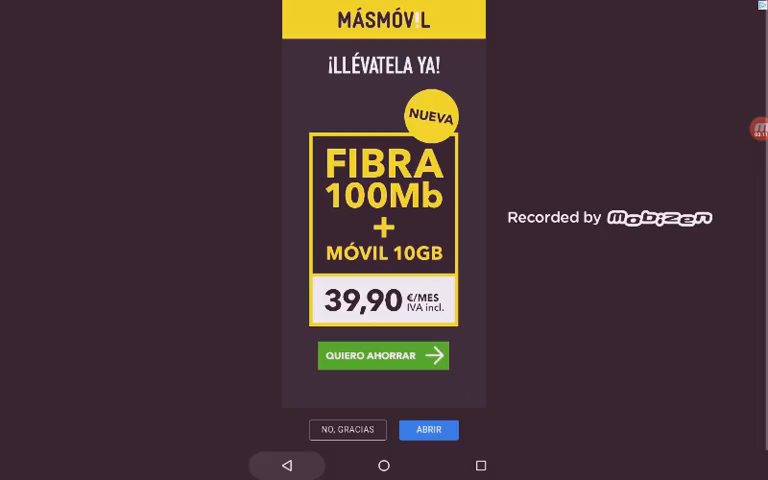 MÁSMÓVIL
¡LLÉVATELA YA!
NUEVA
FIBRA
100Mb
+
MÓVIL 10GB
39,90 €/MES
IVA incl.
QUIERO AHORRAR
Recorded by mobizen
NO, GRACIAS
ABRIR